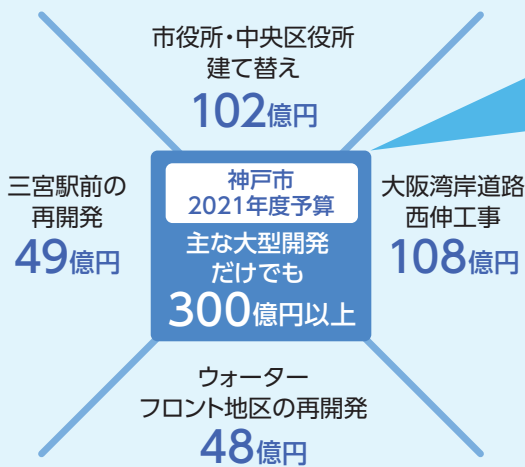 市役所・中央区役所
建て替え
102億円
三宮駅前の
再開発
49億円
神戸市
2021年度予算
主な大型開発
だけでも
300億円以上
大阪湾岸道路
西伸工事
108億円
ウォーター
フロント地区の再開発
48億円